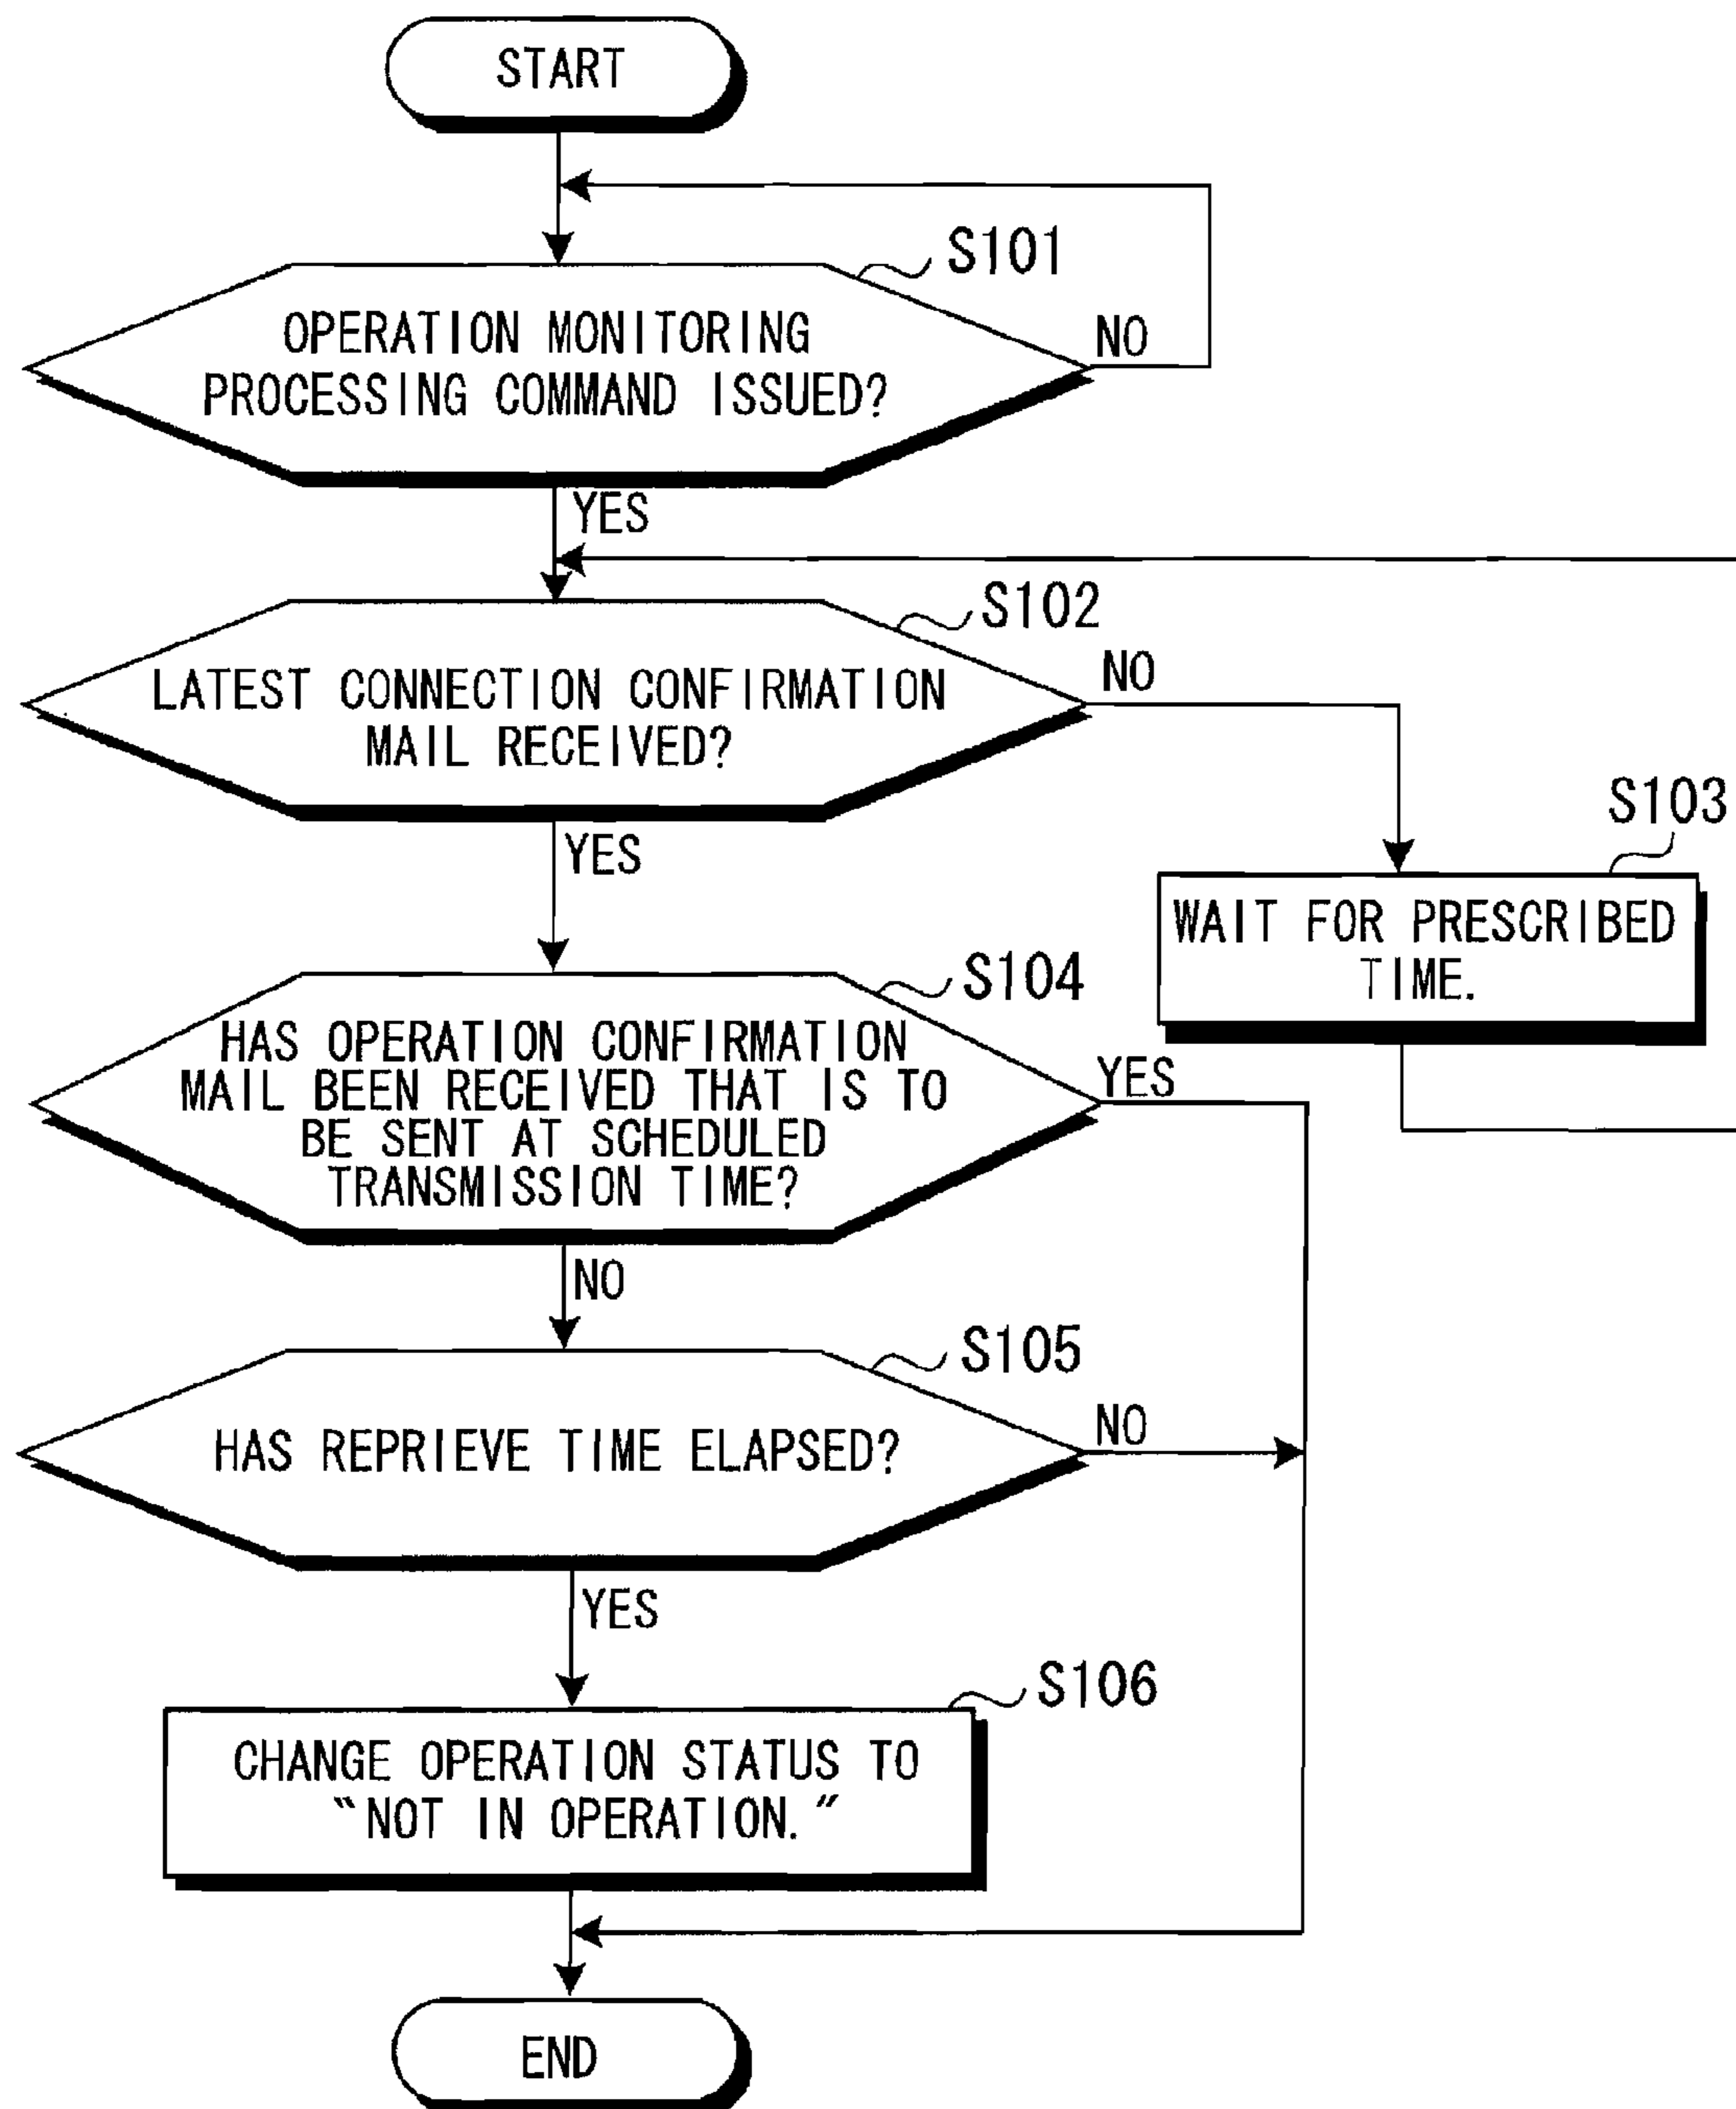 START
S101
OPERATION MONITORING
PROCESSING COMMAND ISSUED?
NO
YES
S102
LATEST CONNECTION CONFIRMATION
MAIL RECEIVED?
NO
YES
S103
WAIT FOR PRESCRIBED
TIME.
S104
HAS OPERATION CONFIRMATION
MAIL BEEN RECEIVED THAT IS TO
BE SENT AT SCHEDULED
TRANSMISSION TIME?
YES
NO
S105
HAS REPRIEVE TIME ELAPSED?
NO
YES
S106
CHANGE OPERATION STATUS TO
“NOT IN OPERATION.”
END